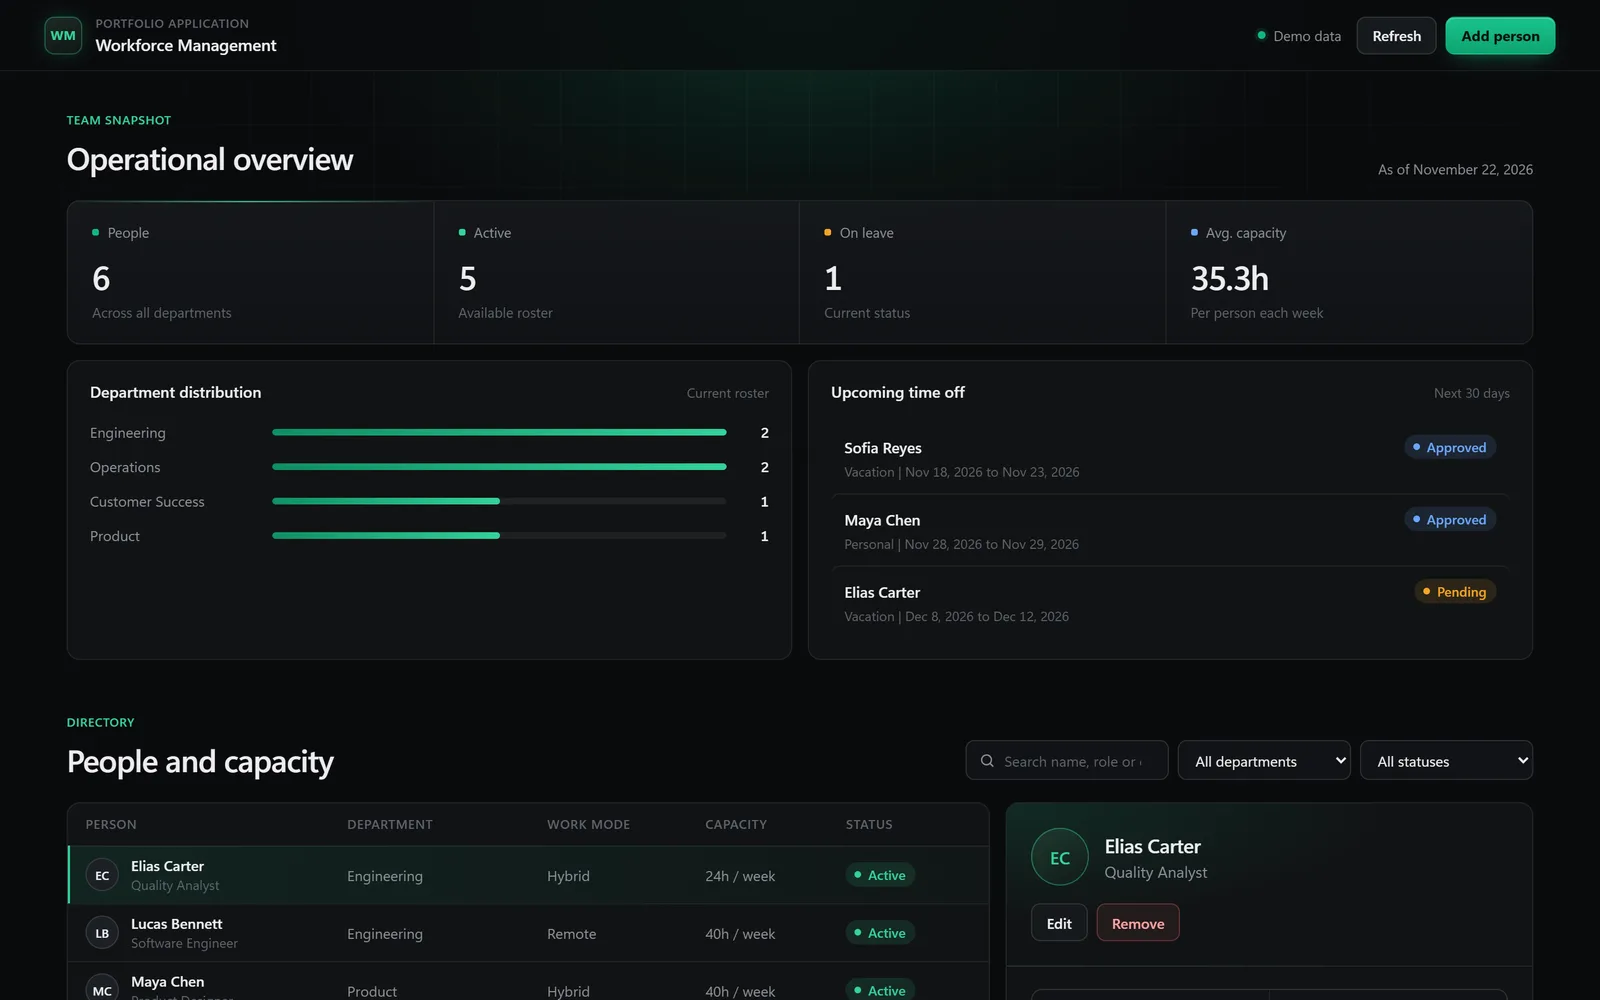 WM
PORTFOLIO APPLICATION
Workforce Management
Demo data
Refresh
Add person
TEAM SNAPSHOT
Operational overview
As of November 22, 2026
People
6
Across all departments
Active
5
Available roster
On leave
1
Current status
Avg. capacity
35.3h
Per person each week
Department distribution
Current roster
Engineering 2
Operations 2
Customer Success 1
Product 1
Upcoming time off
Next 30 days
Sofia Reyes
Approved
Vacation | Nov 18, 2026 to Nov 23, 2026
Maya Chen
Approved
Personal | Nov 28, 2026 to Nov 29, 2026
Elias Carter
Pending
Vacation | Dec 8, 2026 to Dec 12, 2026
DIRECTORY
People and capacity
Search name, role or
All departments
All statuses
PERSON DEPARTMENT WORK MODE CAPACITY STATUS
EC
Elias Carter
Quality Analyst
Engineering
Hybrid
24h / week
Active
LB
Lucas Bennett
Software Engineer
Engineering
Remote
40h / week
Active
MC
Maya Chen
Product Designer
Product
Hybrid
40h / week
Active
EC
Elias Carter
Quality Analyst
Edit
Remove